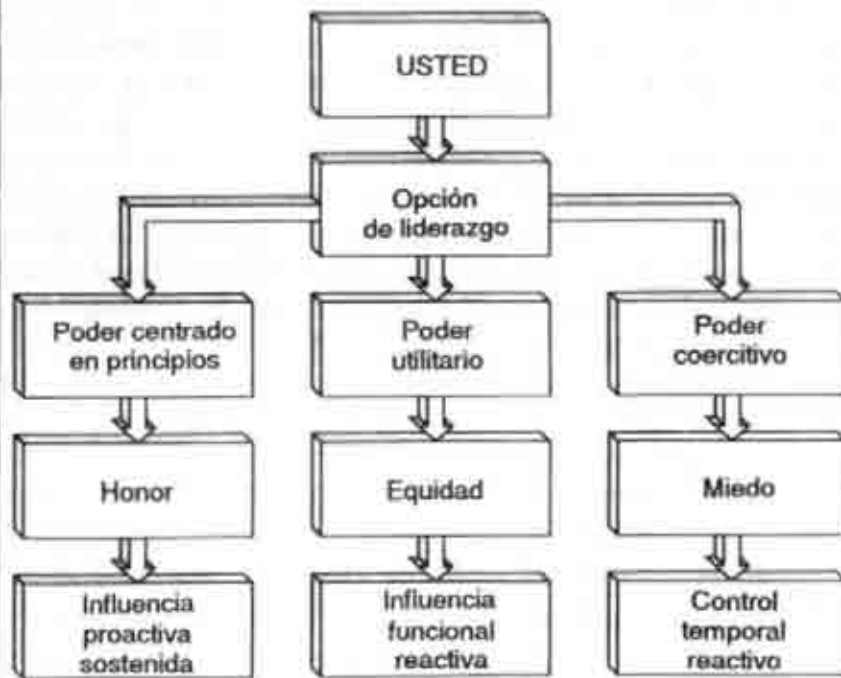 USTED
Opción
de liderazgo
Poder centrado
en principios
Poder
utilitario
Poder
coercitivo
Honor
Equidad
Miedo
Influencia
proactiva
sostenida
Influencia
funcional
reactiva
Control
temporal
reactivo